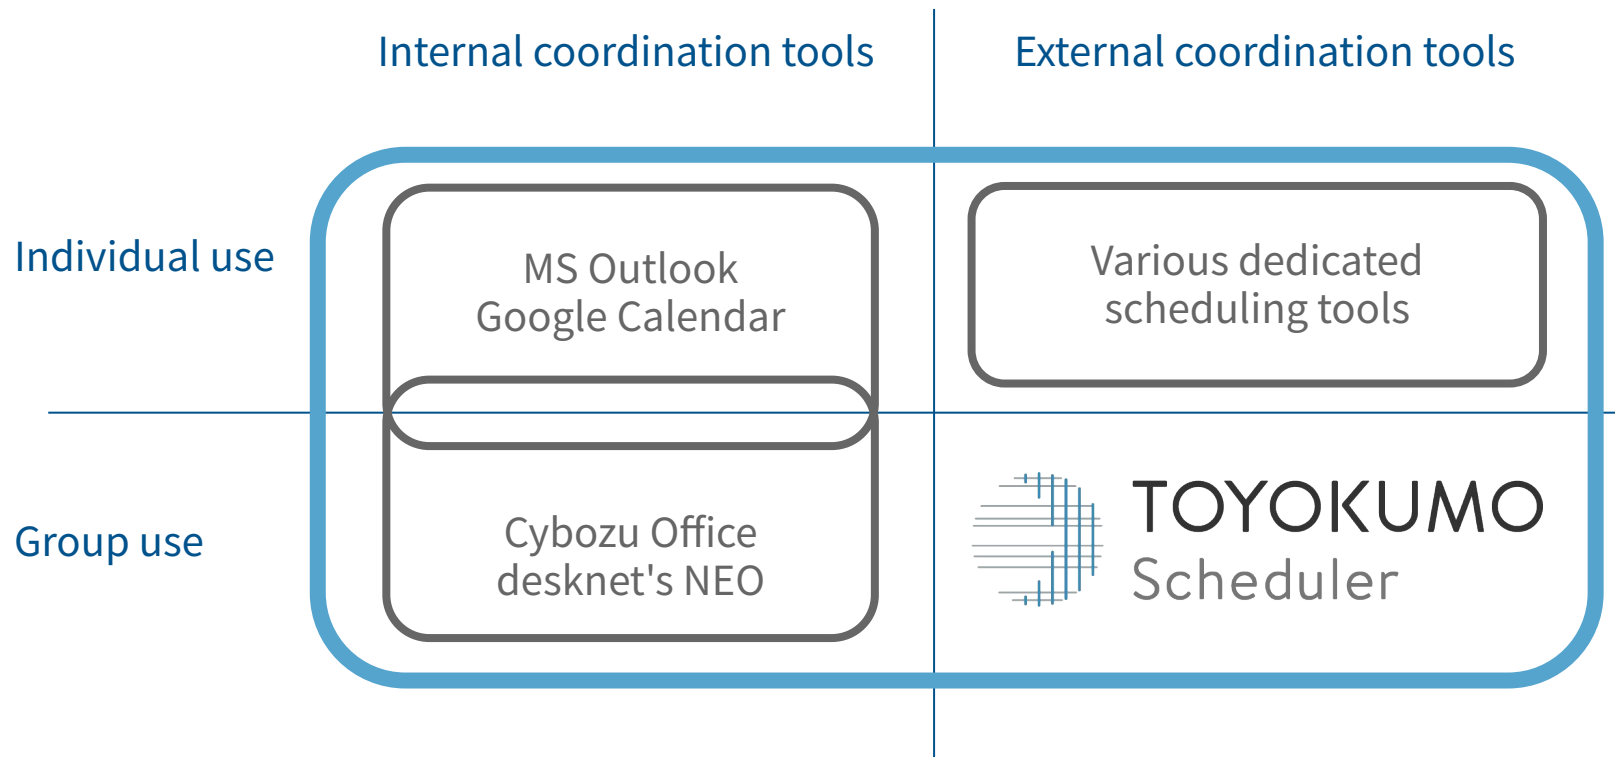 Internal coordination tools
External coordination tools
Individual use
MS Outlook
Google Calendar
Various dedicated
scheduling tools
Group use
Cybozu Office
desknet's NEO
TOYOKUMO
Scheduler